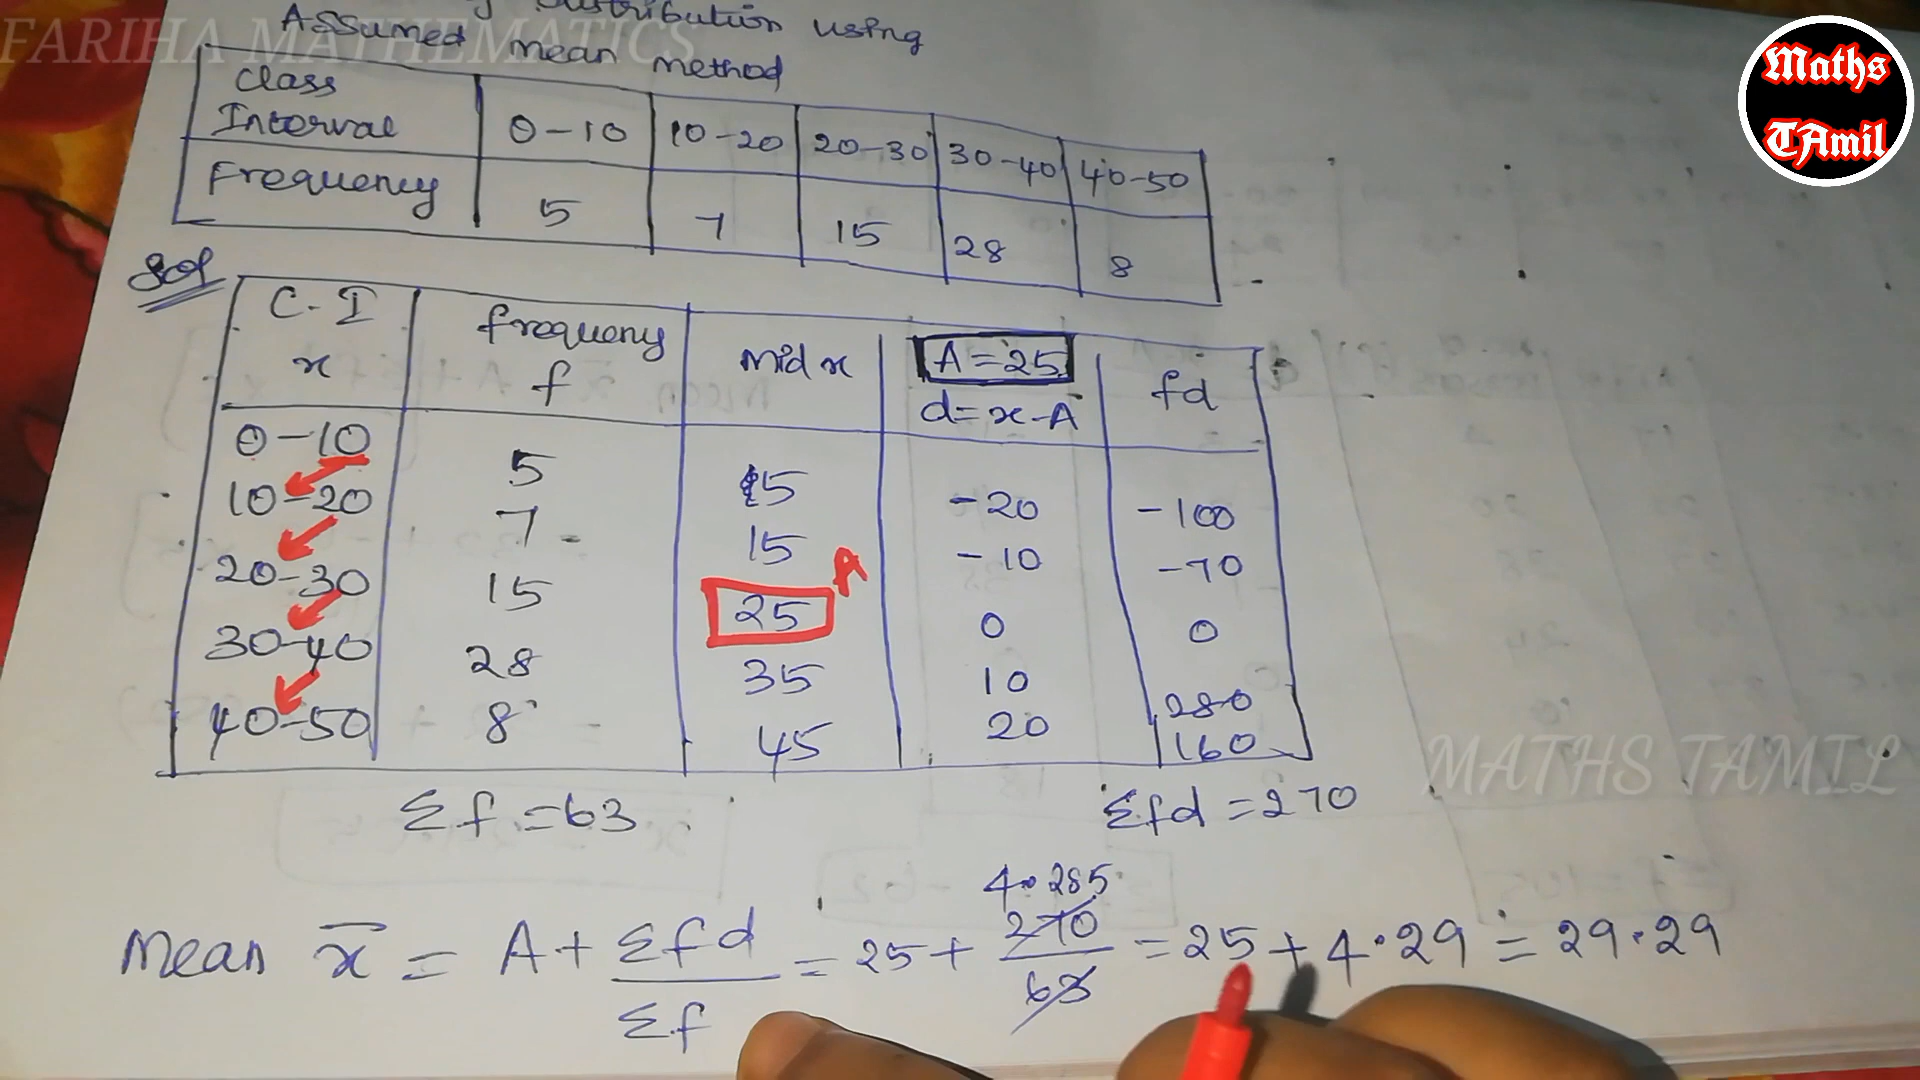 distribution using
Assumed mean method
FARIHA MATHEMATICS
Maths
TAmil
Class Interval 0-10 10-20 20-30 30-40 40-50
Frequency 5 7 15 28 8
Sol
C.I x frequeny f mid x A=25 d=x-A fd
0-10 5 5 -20 -100
10-20 7 15 -10 -70
20-30 15 25 A 0 0
30-40 28 35 10 280
40-50 8 45 20 160
MATHS TAMIL
Σf=63 Σfd=270
Mean x̄ = A+ Σfd/Σf = 25+ 270/63 4.285 = 25+4.29 = 29.29